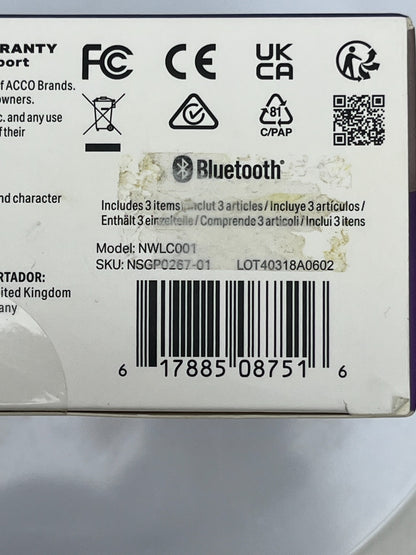 RRANTY
port
of ACCO Brands.
owners.
c. and any use
f their
FC
CE
UK
CA
81
C/PAP
Bluetooth®
nd character
Includes 3 items / Inclut 3 articles / Incluye 3 artículos /
Enthält 3 einzelteile / Comprende 3 articoli / Inclui 3 itens
Model: NWLC001
SKU: NSGP0267-01 LOT40318A0602
RTADOR:
nited Kingdom
any
6 17885 08751 6